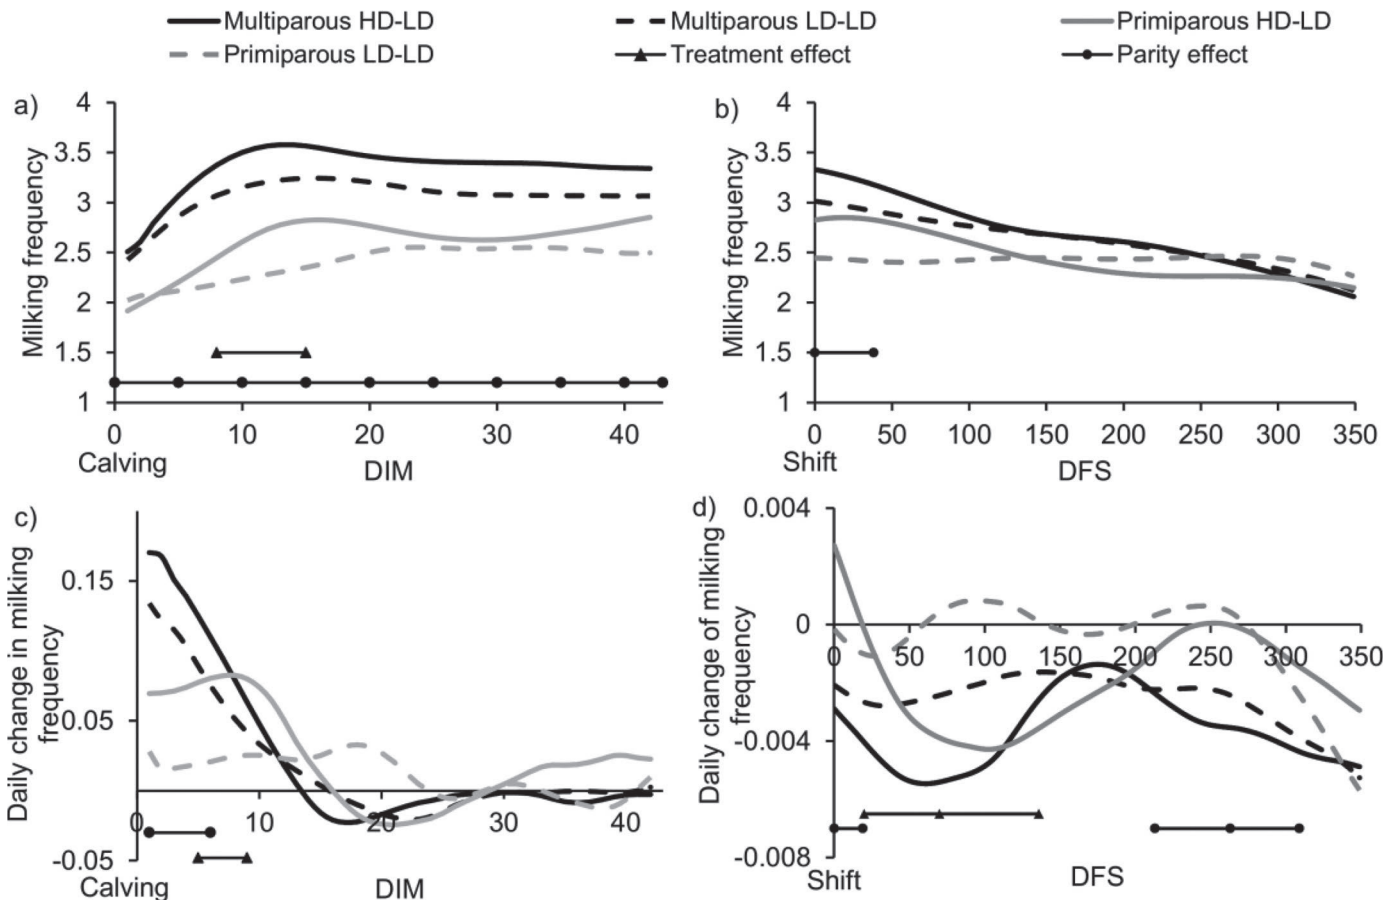 Multiparous HD-LD Multiparous LD-LD Primiparous HD-LD
Primiparous LD-LD Treatment effect Parity effect
a)
Milking frequency
4
3.5
3
2.5
2
1.5
1
0 10 20 30 40
Calving DIM
b)
Milking frequency
4
3.5
3
2.5
2
1.5
1
0 50 100 150 200 250 300 350
Shift DFS
c)
Daily change in milking
frequency
0.15
0.05
-0.05
0 10 20 30 40
Calving DIM
d)
Daily change of milking
frequency
0.004
0
-0.004
-0.008
0 50 100 150 200 250 300 350
Shift DFS